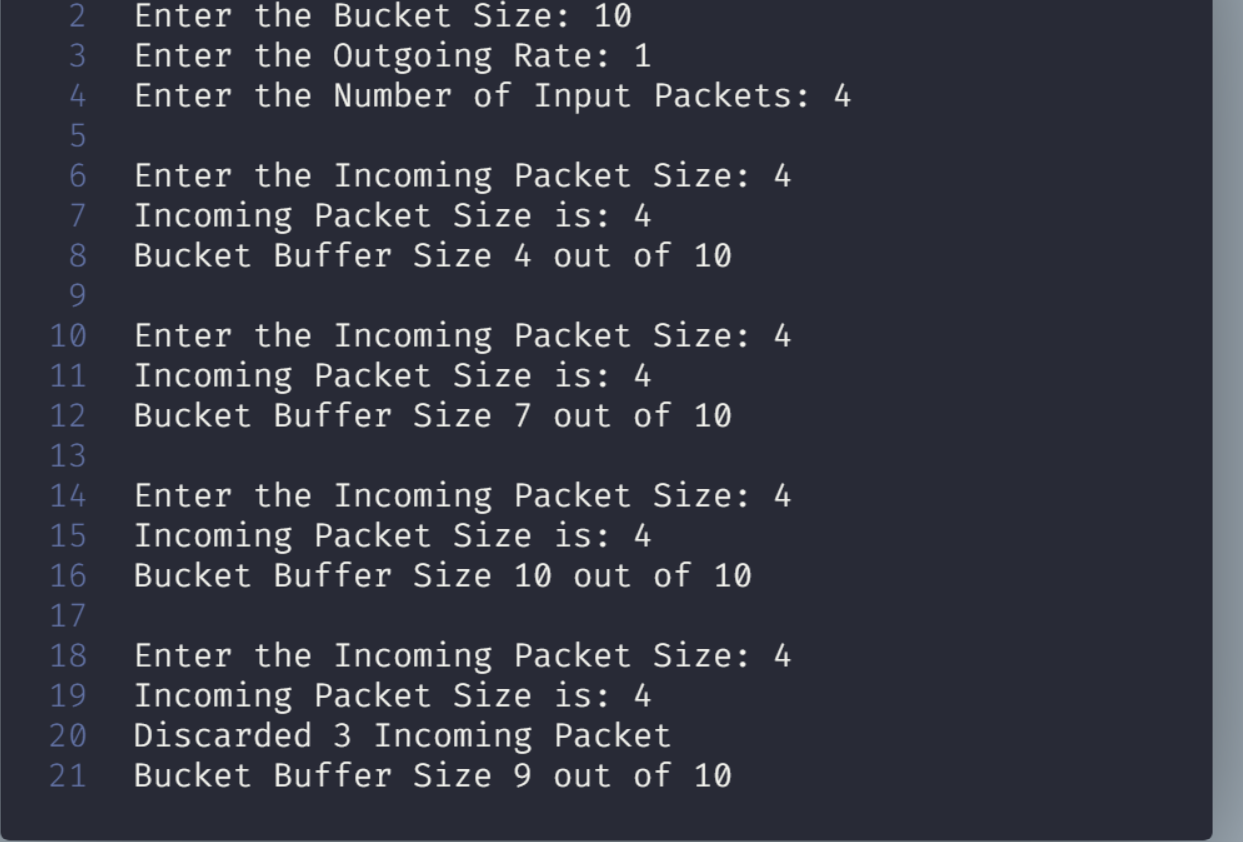 2 Enter the Bucket Size: 10
3 Enter the Outgoing Rate: 1
4 Enter the Number of Input Packets: 4
5
6 Enter the Incoming Packet Size: 4
7 Incoming Packet Size is: 4
8 Bucket Buffer Size 4 out of 10
9
10 Enter the Incoming Packet Size: 4
11 Incoming Packet Size is: 4
12 Bucket Buffer Size 7 out of 10
13
14 Enter the Incoming Packet Size: 4
15 Incoming Packet Size is: 4
16 Bucket Buffer Size 10 out of 10
17
18 Enter the Incoming Packet Size: 4
19 Incoming Packet Size is: 4
20 Discarded 3 Incoming Packet
21 Bucket Buffer Size 9 out of 10